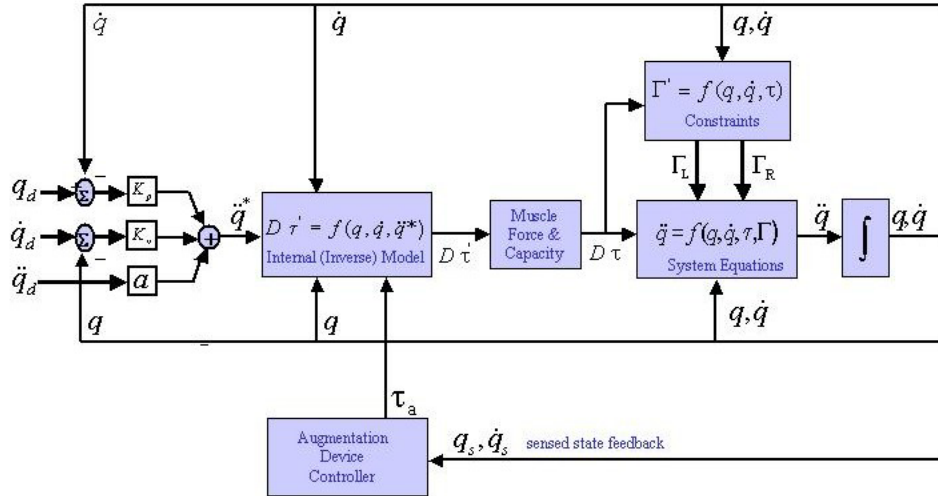 q̇
q̇
q, q̇
Γ' = f(q, q̇, τ)
Constraints
Γ_L
Γ_R
q_d
Σ
−
K_p
q̇_d
Σ
−
K_v
+
q̈*
q̈_d
a
D τ' = f(q, q̇, q̈*)
Internal (Inverse) Model
D τ'
Muscle
Force &
Capacity
D τ
q̈ = f(q, q̇, τ, Γ)
System Equations
q̈
∫
q, q̇
q
q
q, q̇
−
τ_a
Augmentation
Device
Controller
q_s, q̇_s sensed state feedback